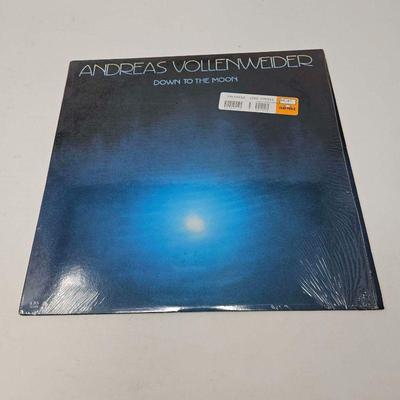 ANDREAS VOLLENWEIDER
DOWN TO THE MOON